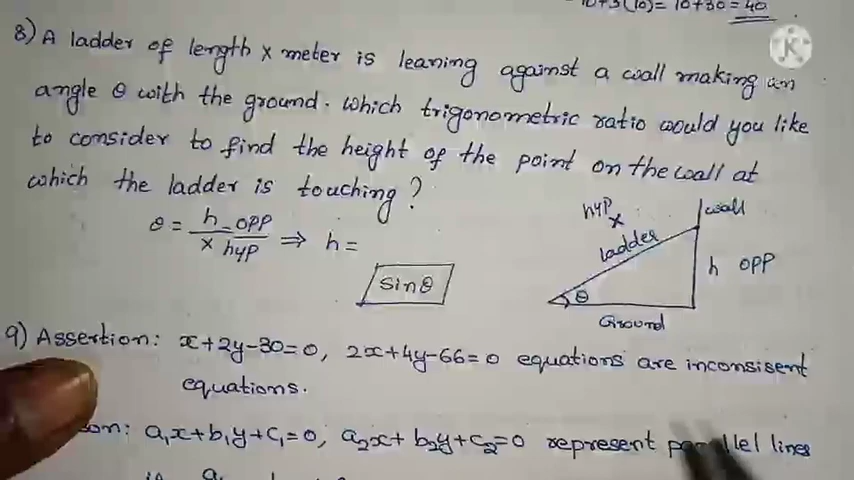 10+3(10)= 10+30 = 40
8) A ladder of length x meter is leaning against a wall making an
angle θ with the ground. which trigonometric ratio would you like
to consider to find the height of the point on the wall at
which the ladder is touching?
θ = h/x = opp/hyp ⇒ h =
sinθ
hyp
x
ladder
wall
h opp
θ
Ground
9) Assertion: x+2y-30=0, 2x+4y-66=0 equations are inconsisent
equations.
a₁x+b₁y+c₁=0, a₂x+b₂y+c₂=0 represent parallel lines